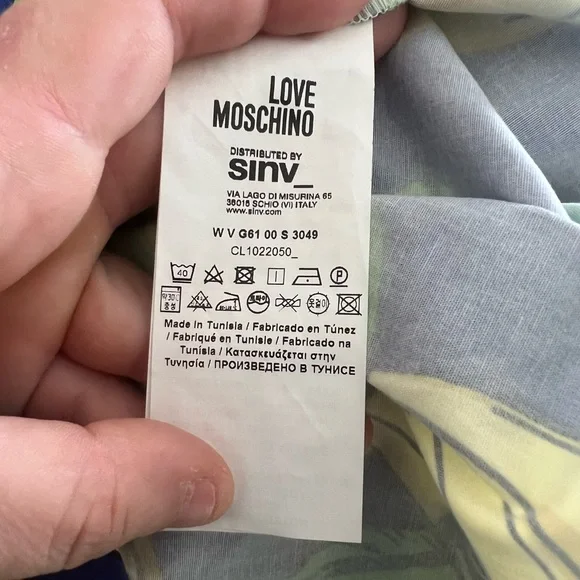 LOVE
MOSCHINO
DISTRIBUTED BY
SINV_
VIA LAGO DI MISURINA 65
36015 SCHIO (VI) ITALY
www.sinv.com
W V G61 00 S 3049
CL1022050_
40 P
Made in Tunisia / Fabricado en Túnez
/ Fabriqué en Tunisie / Fabricado na
Tunísia / Κατασκευάζεται στην
Τυνησία / ПРОИЗВЕДЕНО В ТУНИСЕ